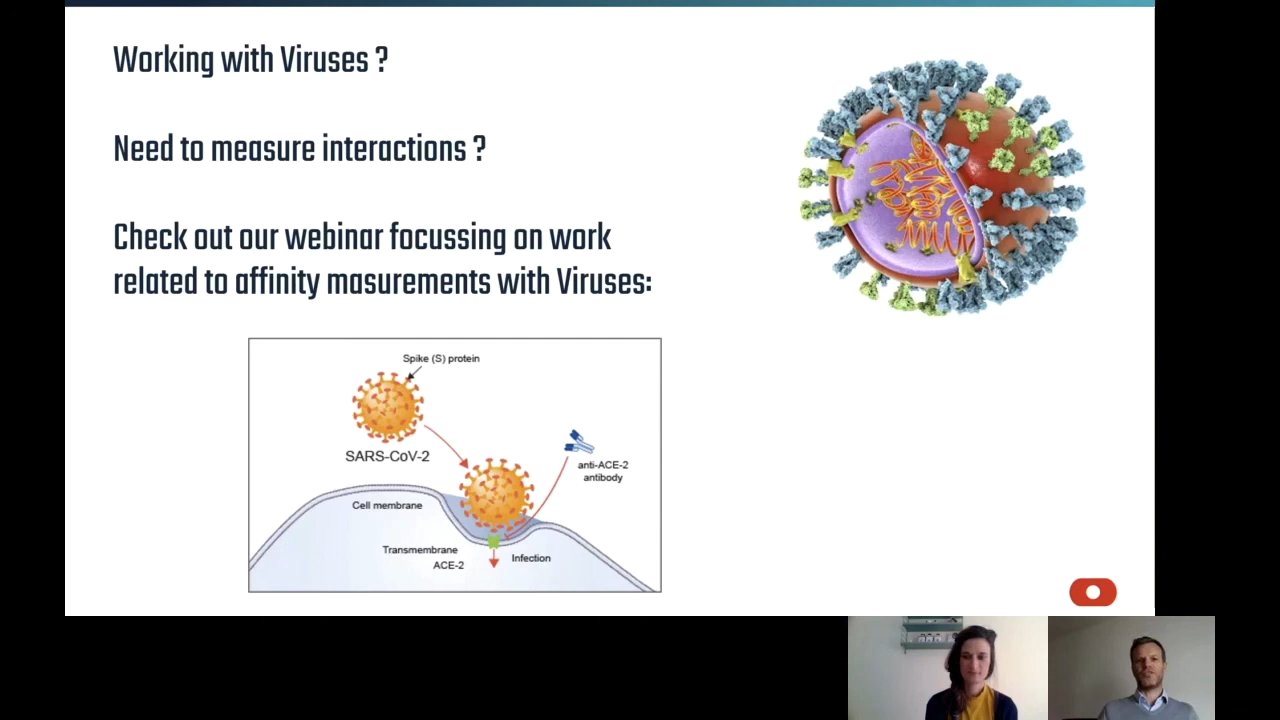 Working with Viruses ?
Need to measure interactions ?
Check out our webinar focussing on work
related to affinity masurements with Viruses:
Spike (S) protein
SARS-CoV-2
anti-ACE-2
antibody
Cell membrane
Transmembrane
ACE-2
Infection